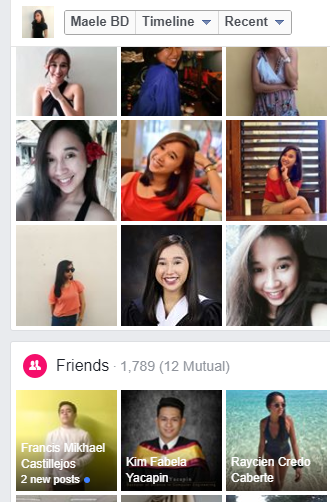 Maele BD
Timeline
Recent
Friends · 1,789 (12 Mutual)
Francis Mikhael
Castillejos
2 new posts
Kim Fabela
Yacapin
Yacapin
Raycien Credo
Caberte